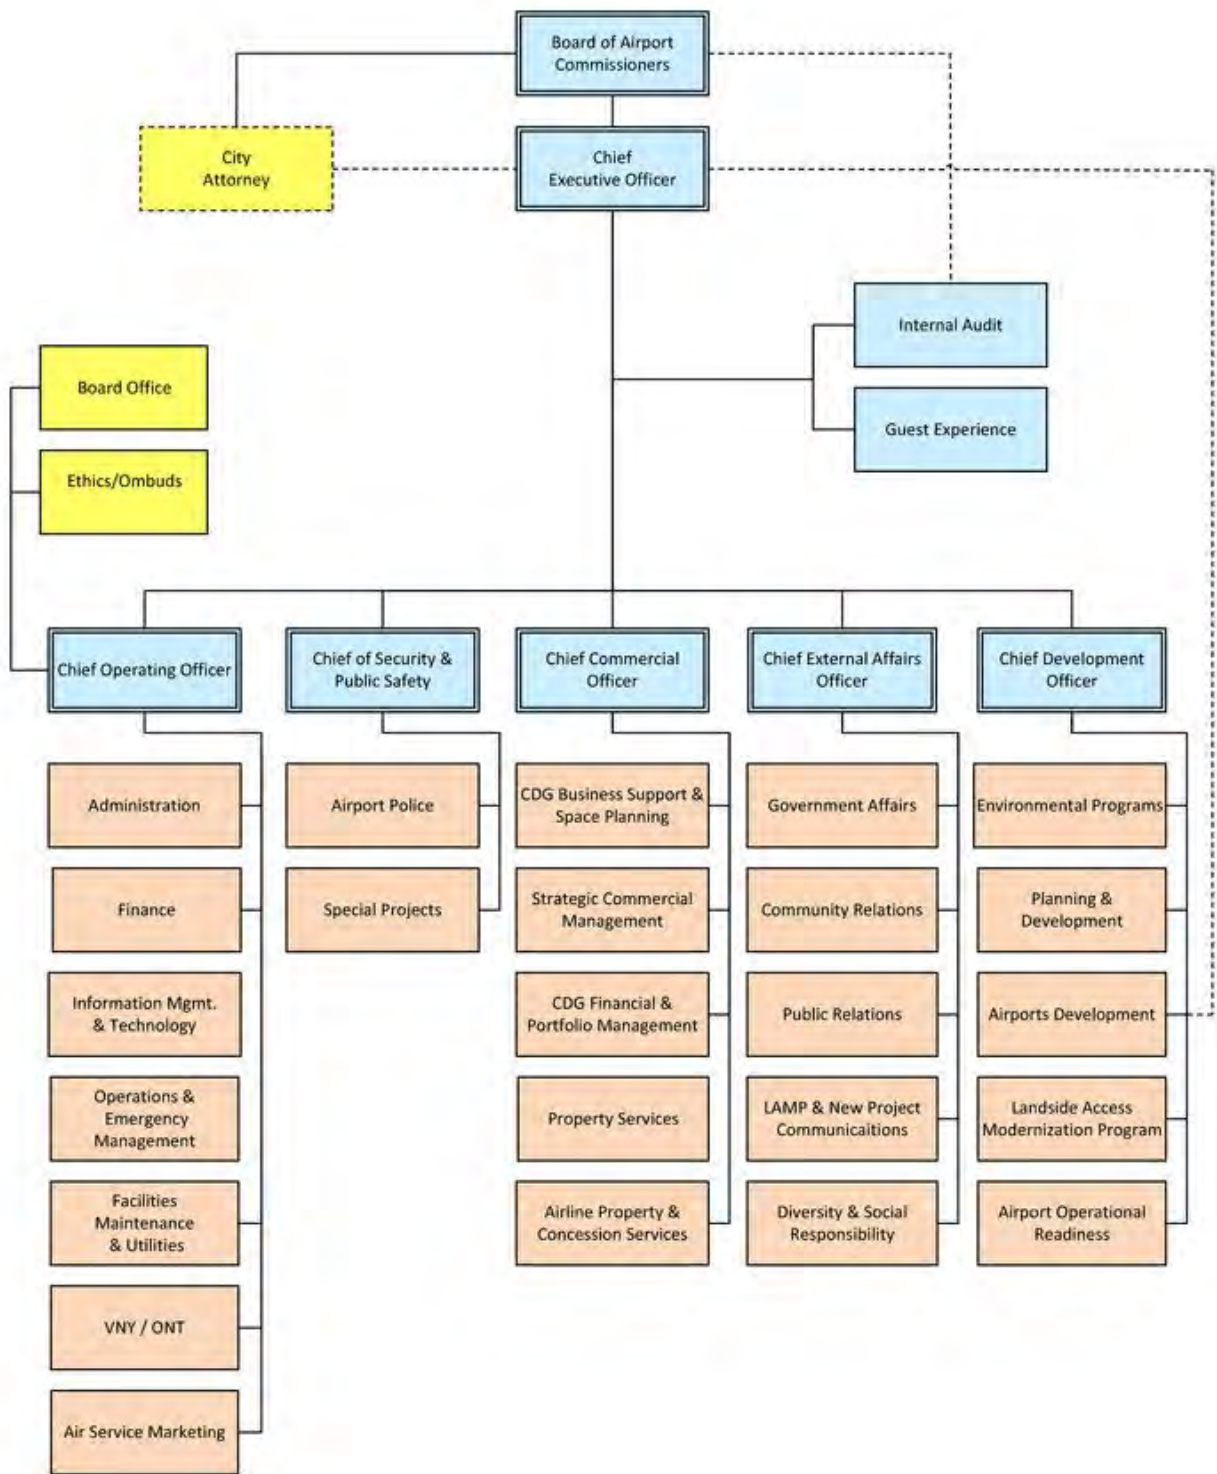 Board of Airport
Commissioners
City
Attorney
Chief
Executive Officer
Internal Audit
Board Office
Guest Experience
Ethics/Ombuds
Chief Operating Officer
Chief of Security &
Public Safety
Chief Commercial
Officer
Chief External Affairs
Officer
Chief Development
Officer
Administration
Airport Police
CDG Business Support &
Space Planning
Government Affairs
Environmental Programs
Finance
Special Projects
Strategic Commercial
Management
Community Relations
Planning &
Development
Information Mgmt.
& Technology
CDG Financial &
Portfolio Management
Public Relations
Airports Development
Operations &
Emergency
Management
Property Services
LAMP & New Project
Communicaitions
Landside Access
Modernization Program
Facilities
Maintenance
& Utilities
Airline Property &
Concession Services
Diversity & Social
Responsibility
Airport Operational
Readiness
VNY / ONT
Air Service Marketing